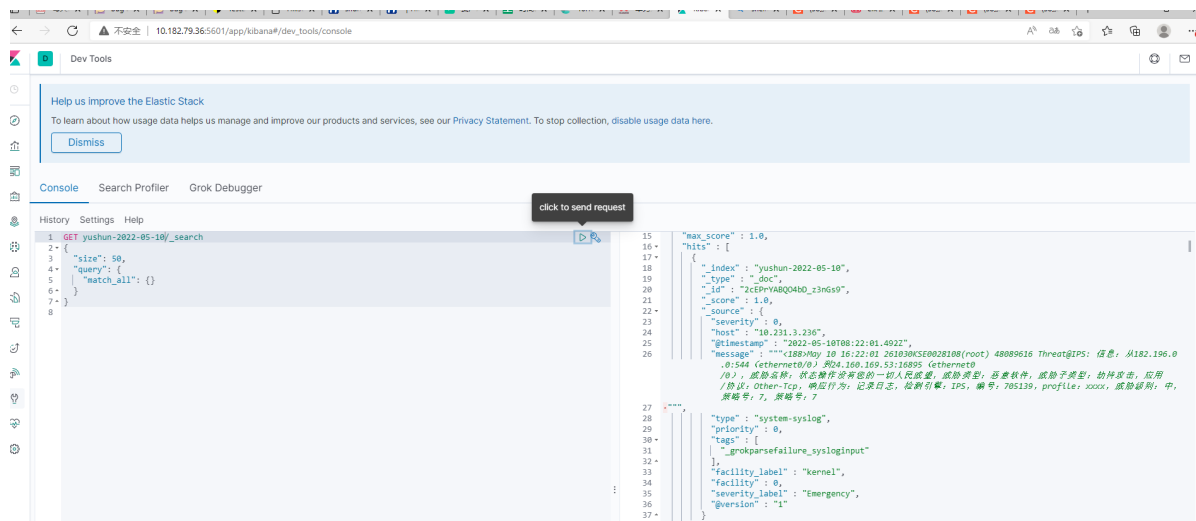 不安全
10.182.79.36:5601/app/kibana#/dev_tools/console
D
Dev Tools
Help us improve the Elastic Stack
To learn about how usage data helps us manage and improve our products and services, see our Privacy Statement. To stop collection, disable usage data here.
Dismiss
Console Search Profiler Grok Debugger
click to send request
History Settings Help
1 GET yushun-2022-05-10/_search
2 {
3 "size": 50,
4 "query": {
5 "match_all": {}
6 }
7 }
8
15 "max_score" : 1.0,
16 "hits" : [
17 {
18 "_index" : "yushun-2022-05-10",
19 "_type" : "_doc",
20 "_id" : "2cEPrYABQO4bD_z3nGs9",
21 "_score" : 1.0,
22 "_source" : {
23 "severity" : 0,
24 "host" : "10.231.3.236",
25 "@timestamp" : "2022-05-10T08:22:01.492Z",
26 "message" : """<188>May 10 16:22:01 261030KSE0028108(root) 48089616 Threat@IPS: 信息: 从182.196.0
.0:544 (ethernet0/0) 到24.160.169.53:16895 (ethernet0
/0), 威胁名称: 状态操作没有您的一切人民威望, 威胁类型: 恶意软件, 威胁子类型: 劫持攻击, 应用
/协议: Other-Tcp, 响应行为: 记录日志, 检测引擎: IPS, 编号: 705139, profile: xxxx, 威胁级别: 中,
策略号: 7, 策略号: 7
27 """,
28 "type" : "system-syslog",
29 "priority" : 0,
30 "tags" : [
31 "_grokparsefailure_sysloginput"
32 ],
33 "facility_label" : "kernel",
34 "facility" : 0,
35 "severity_label" : "Emergency",
36 "@version" : "1"
37 }